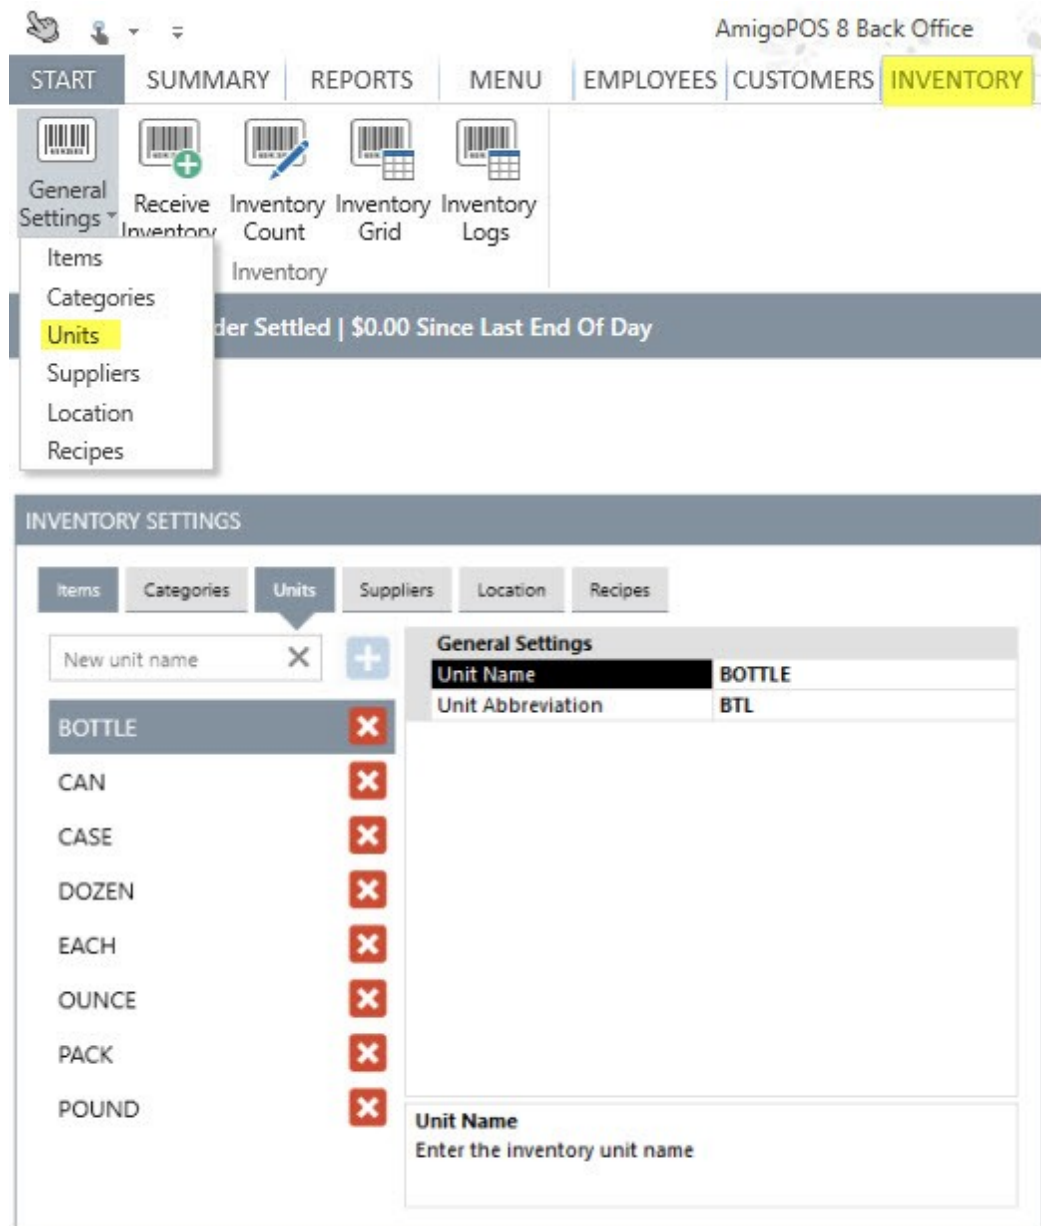 AmigoPOS 8 Back Office
START SUMMARY REPORTS MENU EMPLOYEES CUSTOMERS INVENTORY
General
Settings
Receive
Inventory
Inventory
Count
Inventory
Grid
Inventory
Logs
Inventory
Items
Categories
Units
Suppliers
Location
Recipes
Settled | $0.00 Since Last End Of Day
INVENTORY SETTINGS
Items Categories Units Suppliers Location Recipes
New unit name
BOTTLE
CAN
CASE
DOZEN
EACH
OUNCE
PACK
POUND
General Settings
Unit Name BOTTLE
Unit Abbreviation BTL
Unit Name
Enter the inventory unit name